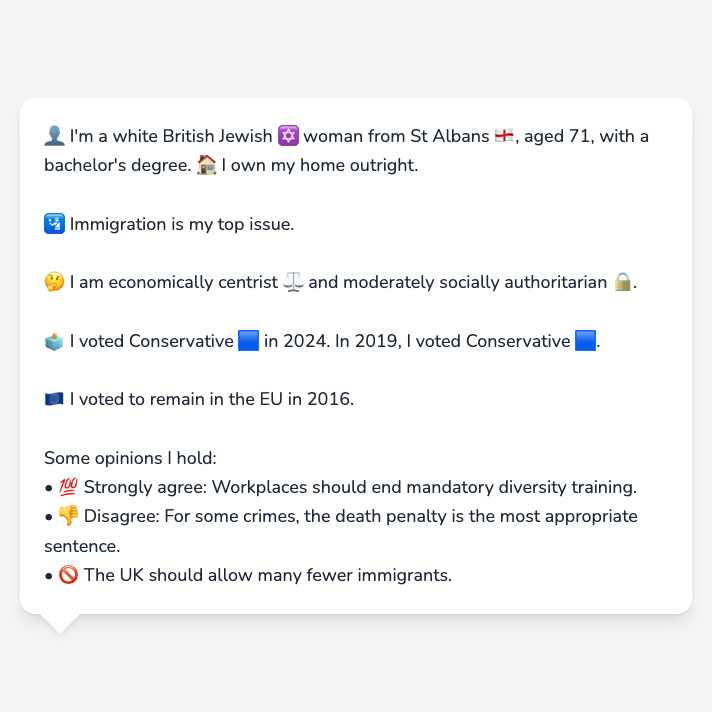 👤 I'm a white British Jewish ✡️ woman from St Albans 🏴󠁧󠁢󠁥󠁮󠁧󠁿, aged 71, with a
bachelor's degree. 🏠 I own my home outright.
🛂 Immigration is my top issue.
🤔 I am economically centrist ⚖️ and moderately socially authoritarian 🔒.
🗳️ I voted Conservative 🟦 in 2024. In 2019, I voted Conservative 🟦.
🇪🇺 I voted to remain in the EU in 2016.
Some opinions I hold:
• 💯 Strongly agree: Workplaces should end mandatory diversity training.
• 👎 Disagree: For some crimes, the death penalty is the most appropriate
sentence.
• 🚫 The UK should allow many fewer immigrants.